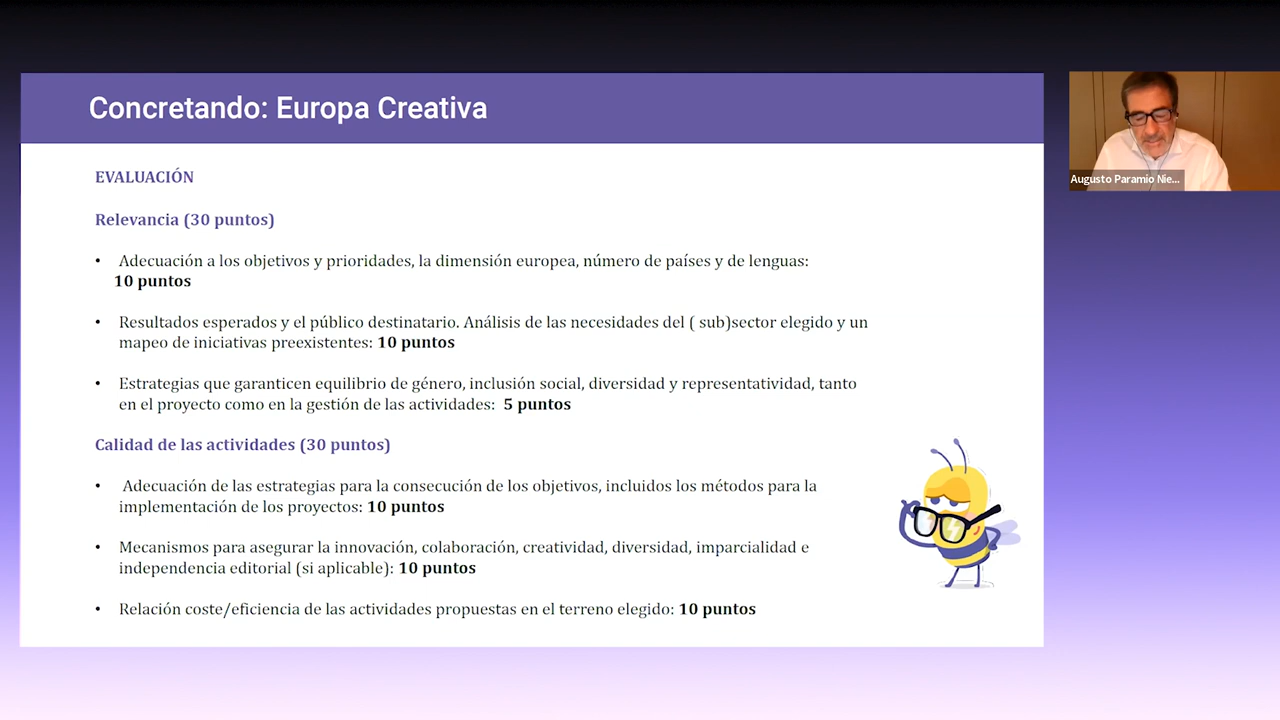 Concretando: Europa Creativa
Augusto Paramio Nie...
EVALUACIÓN
Relevancia (30 puntos)
• Adecuación a los objetivos y prioridades, la dimensión europea, número de países y de lenguas:
10 puntos
• Resultados esperados y el público destinatario. Análisis de las necesidades del ( sub)sector elegido y un
mapeo de iniciativas preexistentes: 10 puntos
• Estrategias que garanticen equilibrio de género, inclusión social, diversidad y representatividad, tanto
en el proyecto como en la gestión de las actividades: 5 puntos
Calidad de las actividades (30 puntos)
• Adecuación de las estrategias para la consecución de los objetivos, incluidos los métodos para la
implementación de los proyectos: 10 puntos
• Mecanismos para asegurar la innovación, colaboración, creatividad, diversidad, imparcialidad e
independencia editorial (si aplicable): 10 puntos
• Relación coste/eficiencia de las actividades propuestas en el terreno elegido: 10 puntos